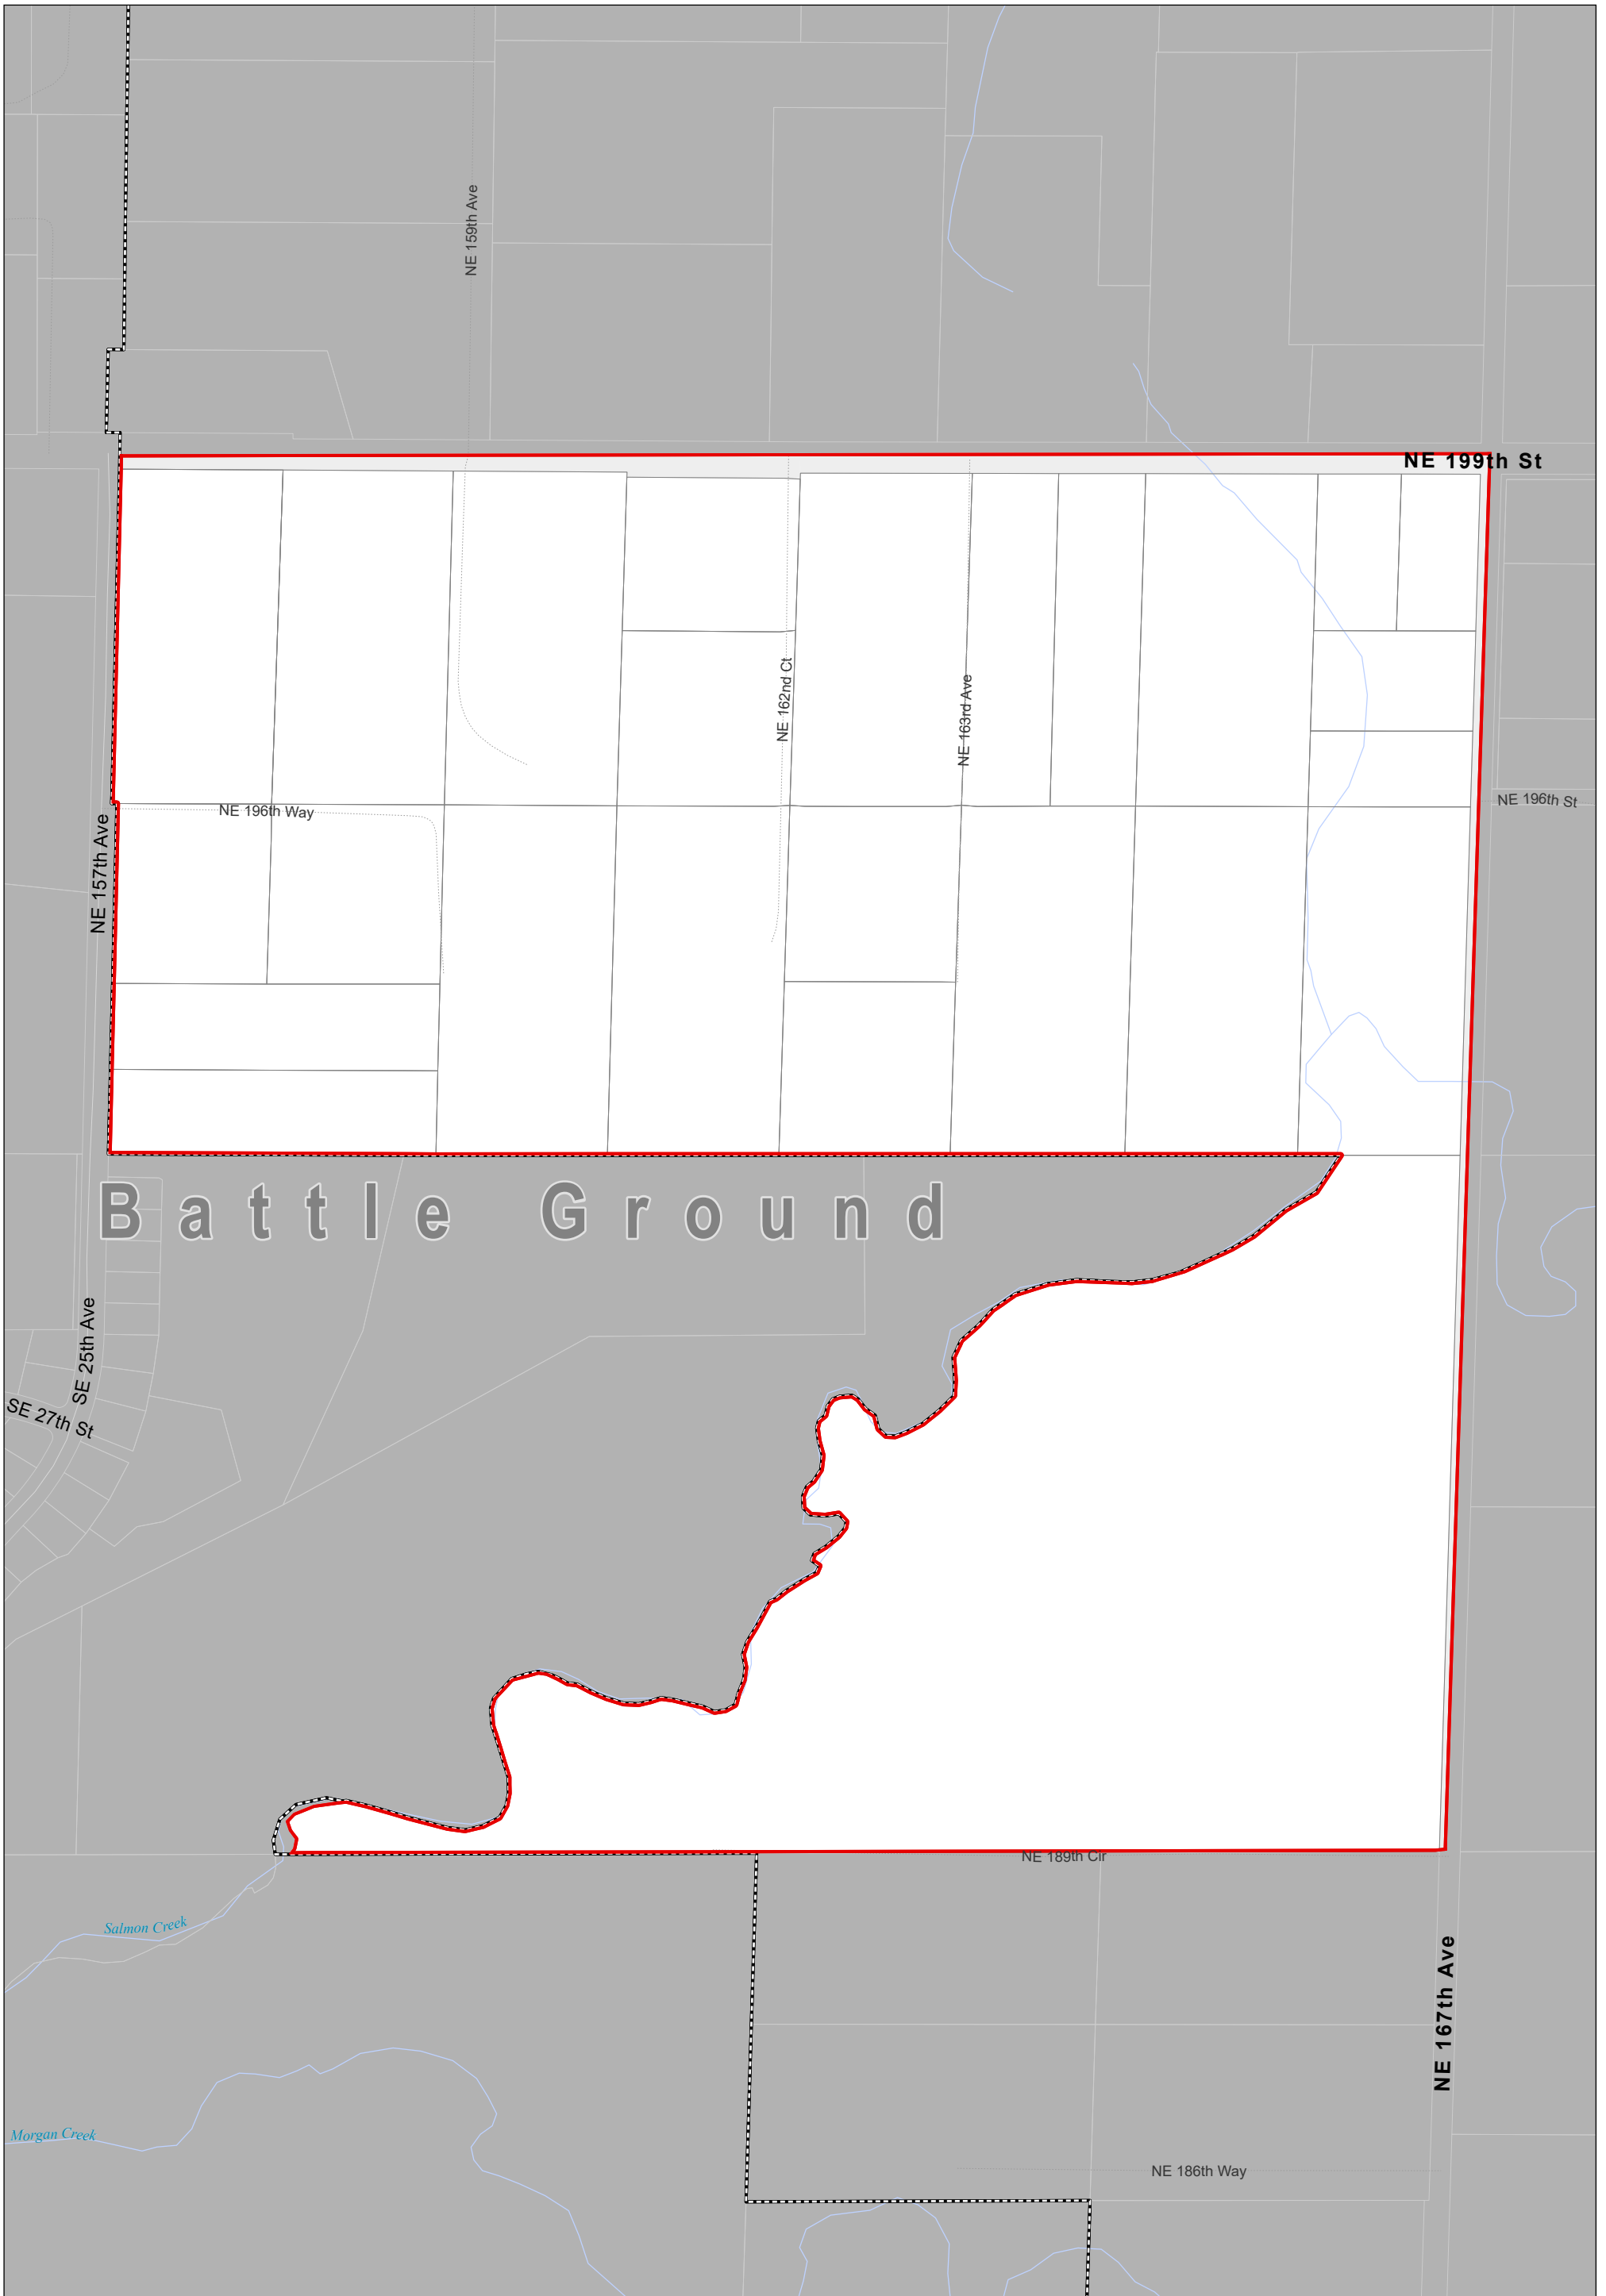 NE 159th Ave
NE 199th St
NE 162nd Ct
NE 163rd Ave
NE 196th St
NE 196th Way
NE 157th Ave
Battle Ground
SE 25th Ave
SE 27th St
NE 189th Cir
Salmon Creek
NE 167th Ave
Morgan Creek
NE 186th Way